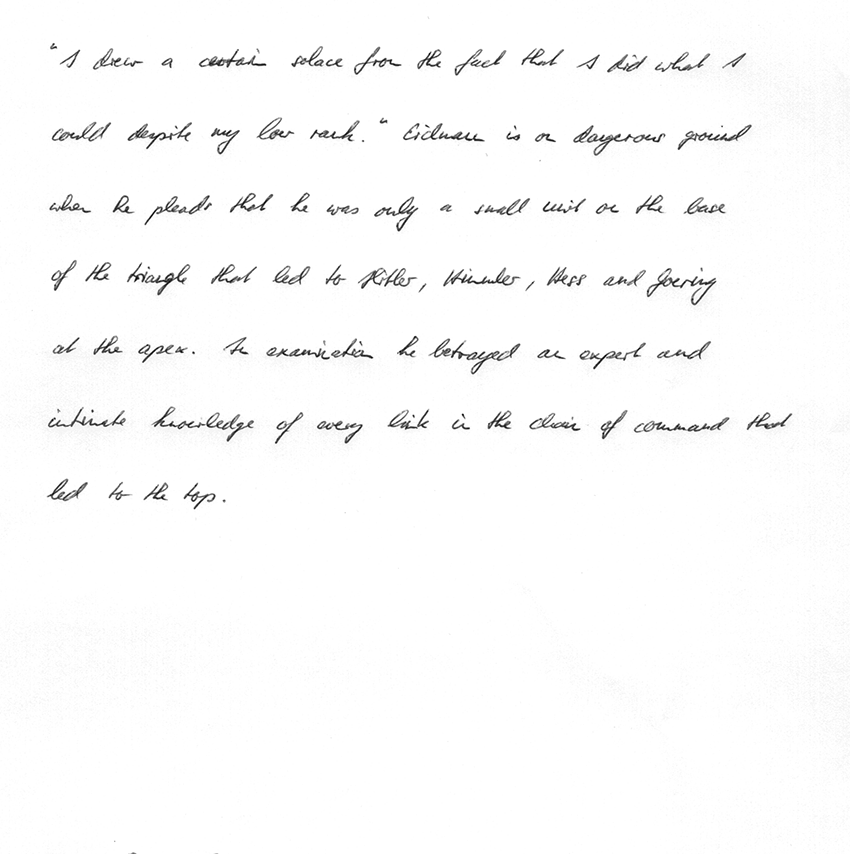 "I drew a certain solace from the fact that I did what I
could despite my low rank." Eichmann is on dangerous ground
when he pleads that he was only a small unit on the base
of the triangle that led to Hitler, Himmler, Hess and Goering
at the apex. In examination he betrayed an expert and
intimate knowledge of every link in the chain of command that
led to the top.